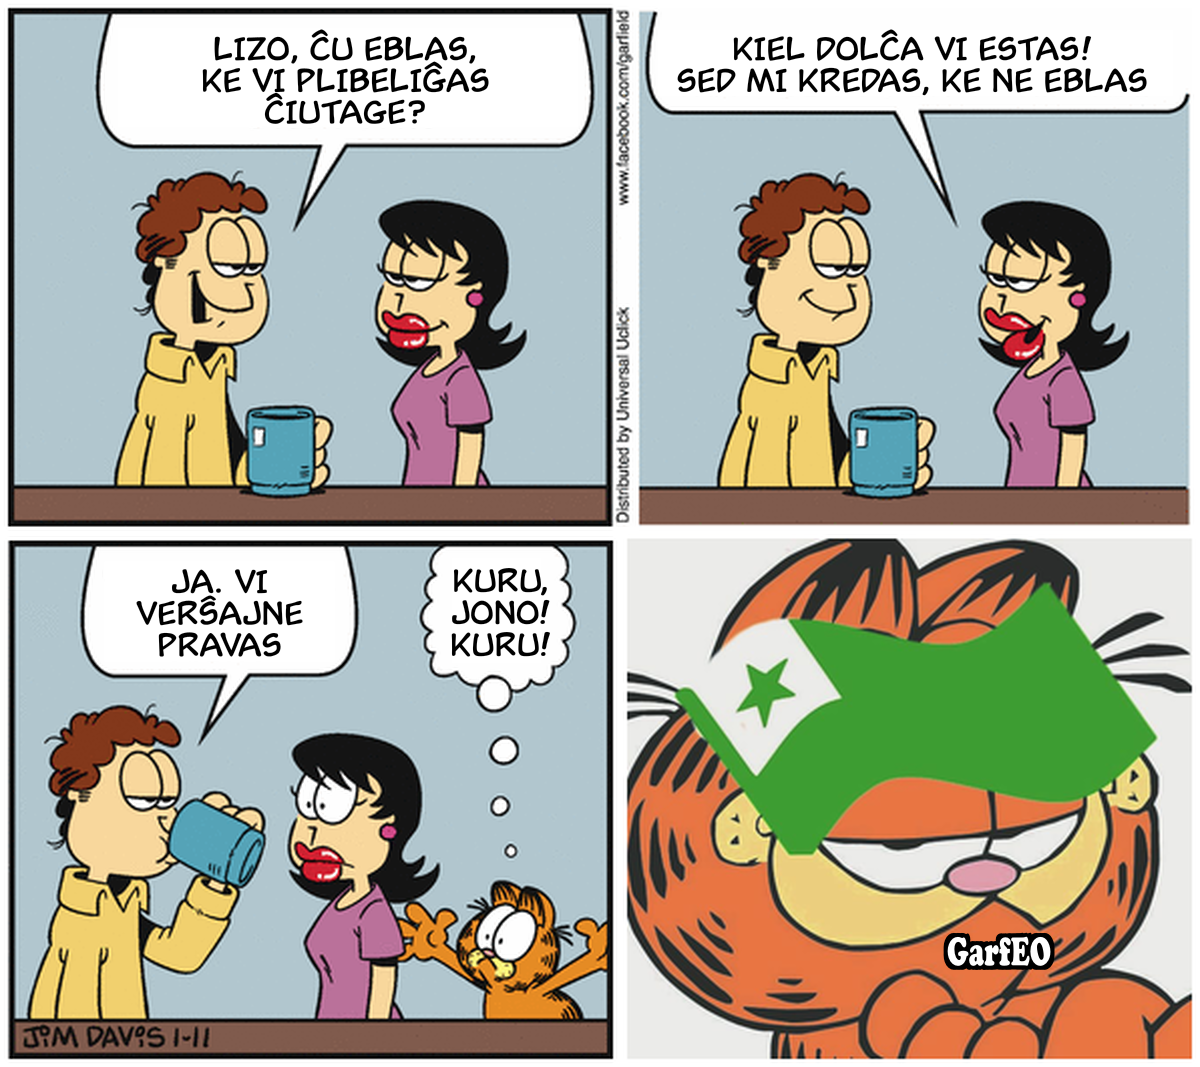 LIZO, ĈU EBLAS,
KE VI PLIBELIĜAS
ĈIUTAGE?
www.facebook.com/garfield
Distributed by Universal Uclick
KIEL DOLĈA VI ESTAS!
SED MI KREDAS, KE NE EBLAS
JA. VI
VERŜAJNE
PRAVAS
KURU,
JONO!
KURU!
JiM DAViS 1-11
GarfEO